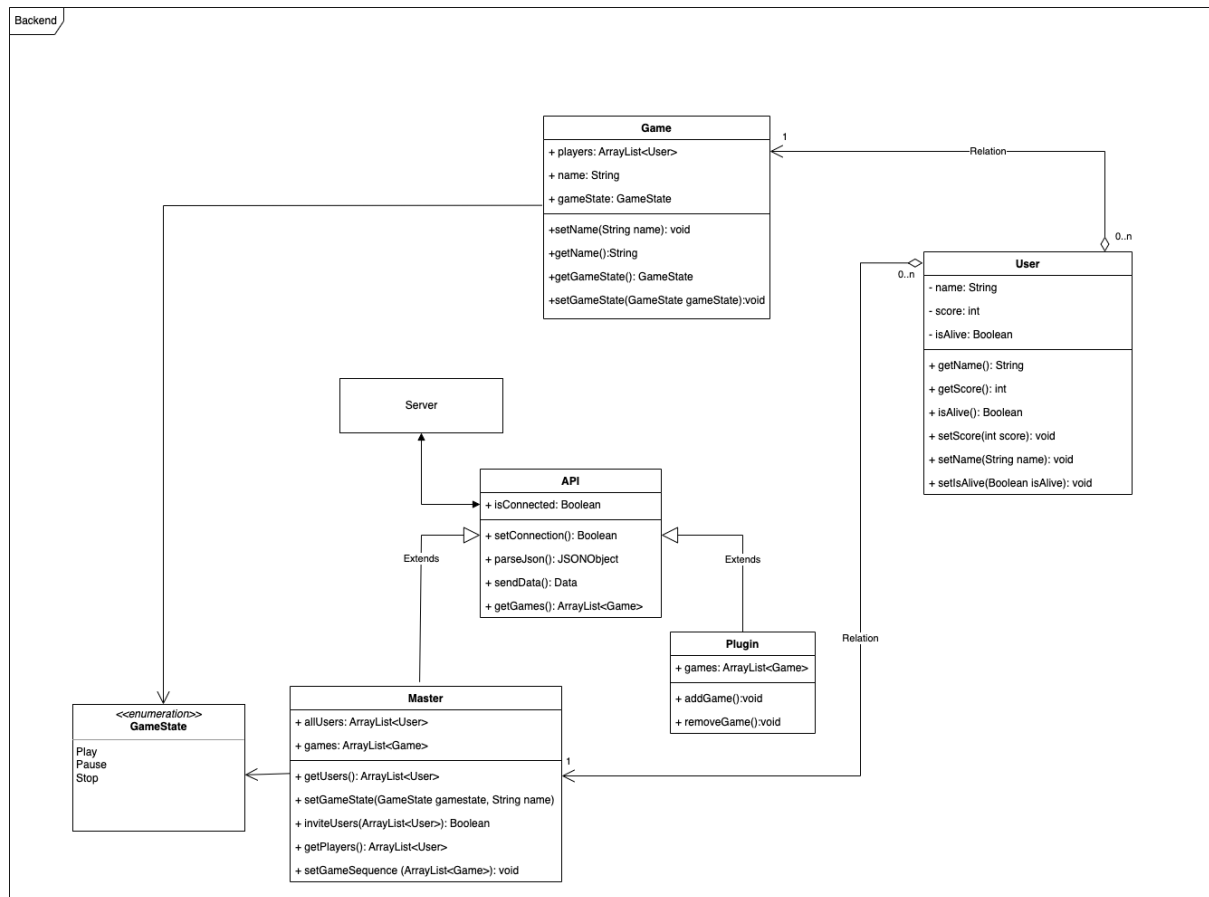 Backend
Game
+ players: ArrayList<User>
+ name: String
+ gameState: GameState
+setName(String name): void
+getName():String
+getGameState(): GameState
+setGameState(GameState gameState):void
1
Relation
0..n
0..n
User
- name: String
- score: int
- isAlive: Boolean
+ getName(): String
+ getScore(): int
+ isAlive(): Boolean
+ setScore(int score): void
+ setName(String name): void
+ setIsAlive(Boolean isAlive): void
Server
API
+ isConnected: Boolean
+ setConnection(): Boolean
+ parseJson(): JSONObject
+ sendData(): Data
+ getGames(): ArrayList<Game>
Extends
Extends
Relation
Plugin
+ games: ArrayList<Game>
+ addGame():void
+ removeGame():void
Master
+ allUsers: ArrayList<User>
+ games: ArrayList<Game>
+ getUsers(): ArrayList<User>
+ setGameState(GameState gamestate, String name)
+ inviteUsers(ArrayList<User>): Boolean
+ getPlayers(): ArrayList<User>
+ setGameSequence (ArrayList<Game>): void
1
<<enumeration>>
GameState
Play
Pause
Stop